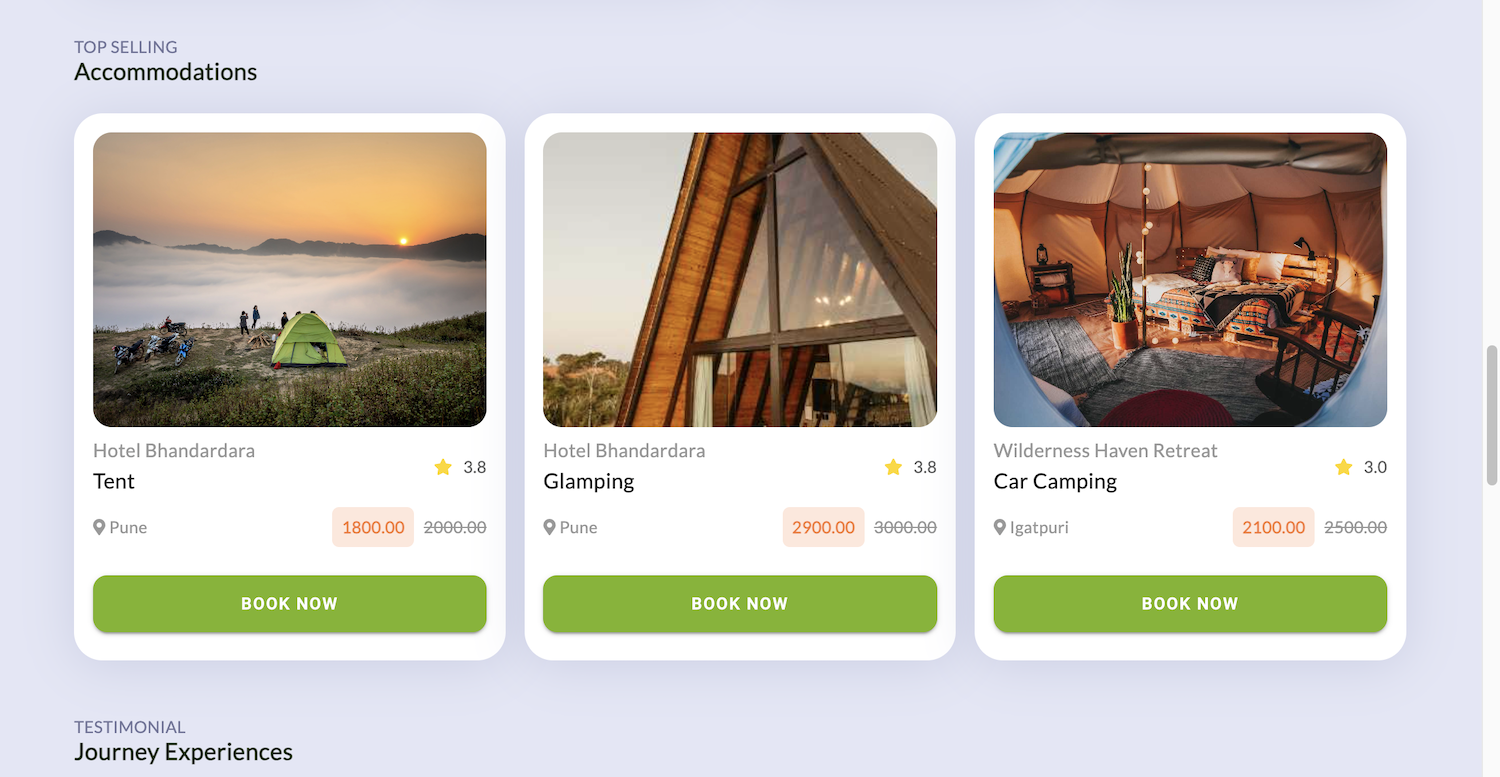 TOP SELLING
Accommodations
Hotel Bhandardara
Tent
3.8
Pune
1800.00 2000.00
BOOK NOW
Hotel Bhandardara
Glamping
3.8
Pune
2900.00 3000.00
BOOK NOW
Wilderness Haven Retreat
Car Camping
3.0
Igatpuri
2100.00 2500.00
BOOK NOW
TESTIMONIAL
Journey Experiences